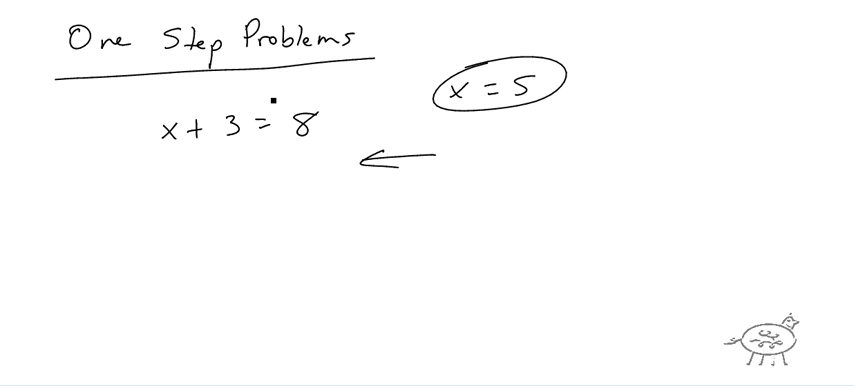 One Step Problems
x = 5
x + 3 = 8